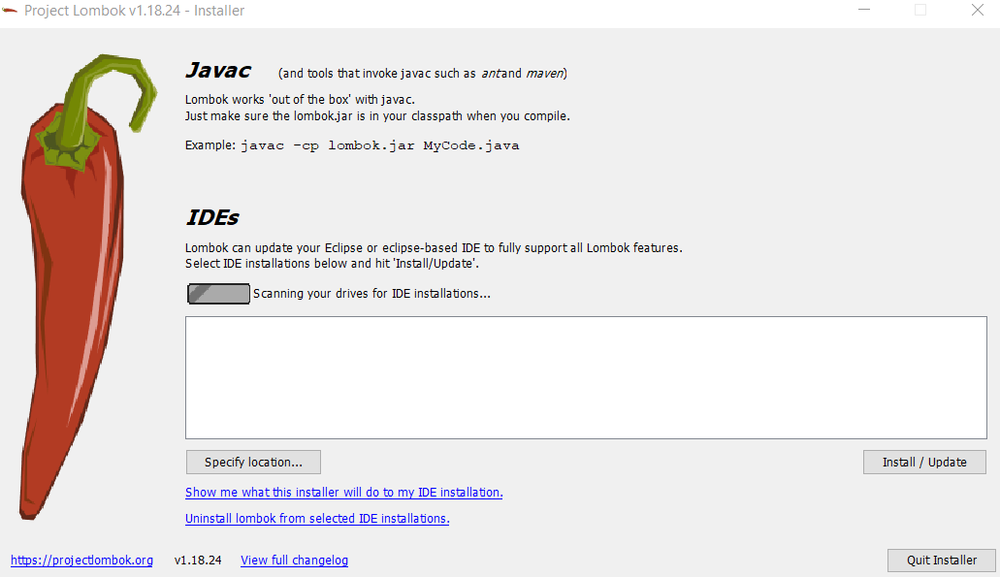 Project Lombok v1.18.24 - Installer
Javac (and tools that invoke javac such as ant and maven)
Lombok works 'out of the box' with javac.
Just make sure the lombok.jar is in your classpath when you compile.
Example: javac -cp lombok.jar MyCode.java
IDEs
Lombok can update your Eclipse or eclipse-based IDE to fully support all Lombok features.
Select IDE installations below and hit 'Install/Update'.
Scanning your drives for IDE installations...
Specify location... Install / Update
Show me what this installer will do to my IDE installation.
Uninstall lombok from selected IDE installations.
https://projectlombok.org v1.18.24 View full changelog Quit Installer